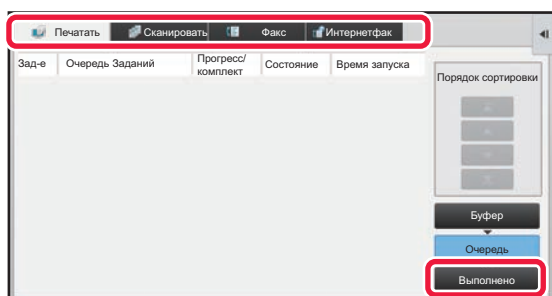 Печатать Сканировать Факс Интернетфак
Зад-е Очередь Заданий Прогресс/комплект Состояние Время запуска
Порядок сортировки
Буфер
Очередь
Выполнено